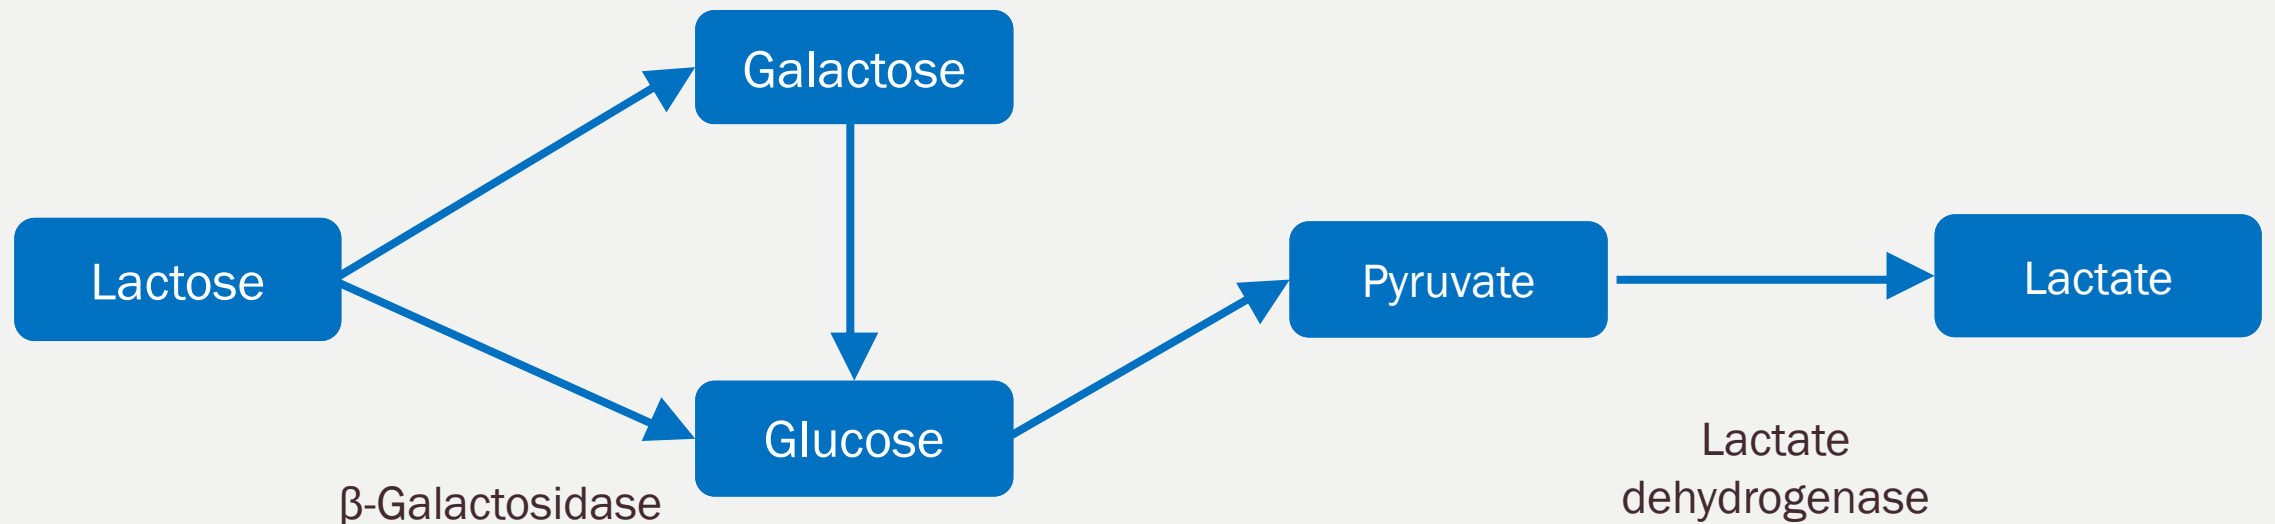 Galactose
Lactose
Pyruvate
Lactate
Glucose
β-Galactosidase
Lactate
dehydrogenase